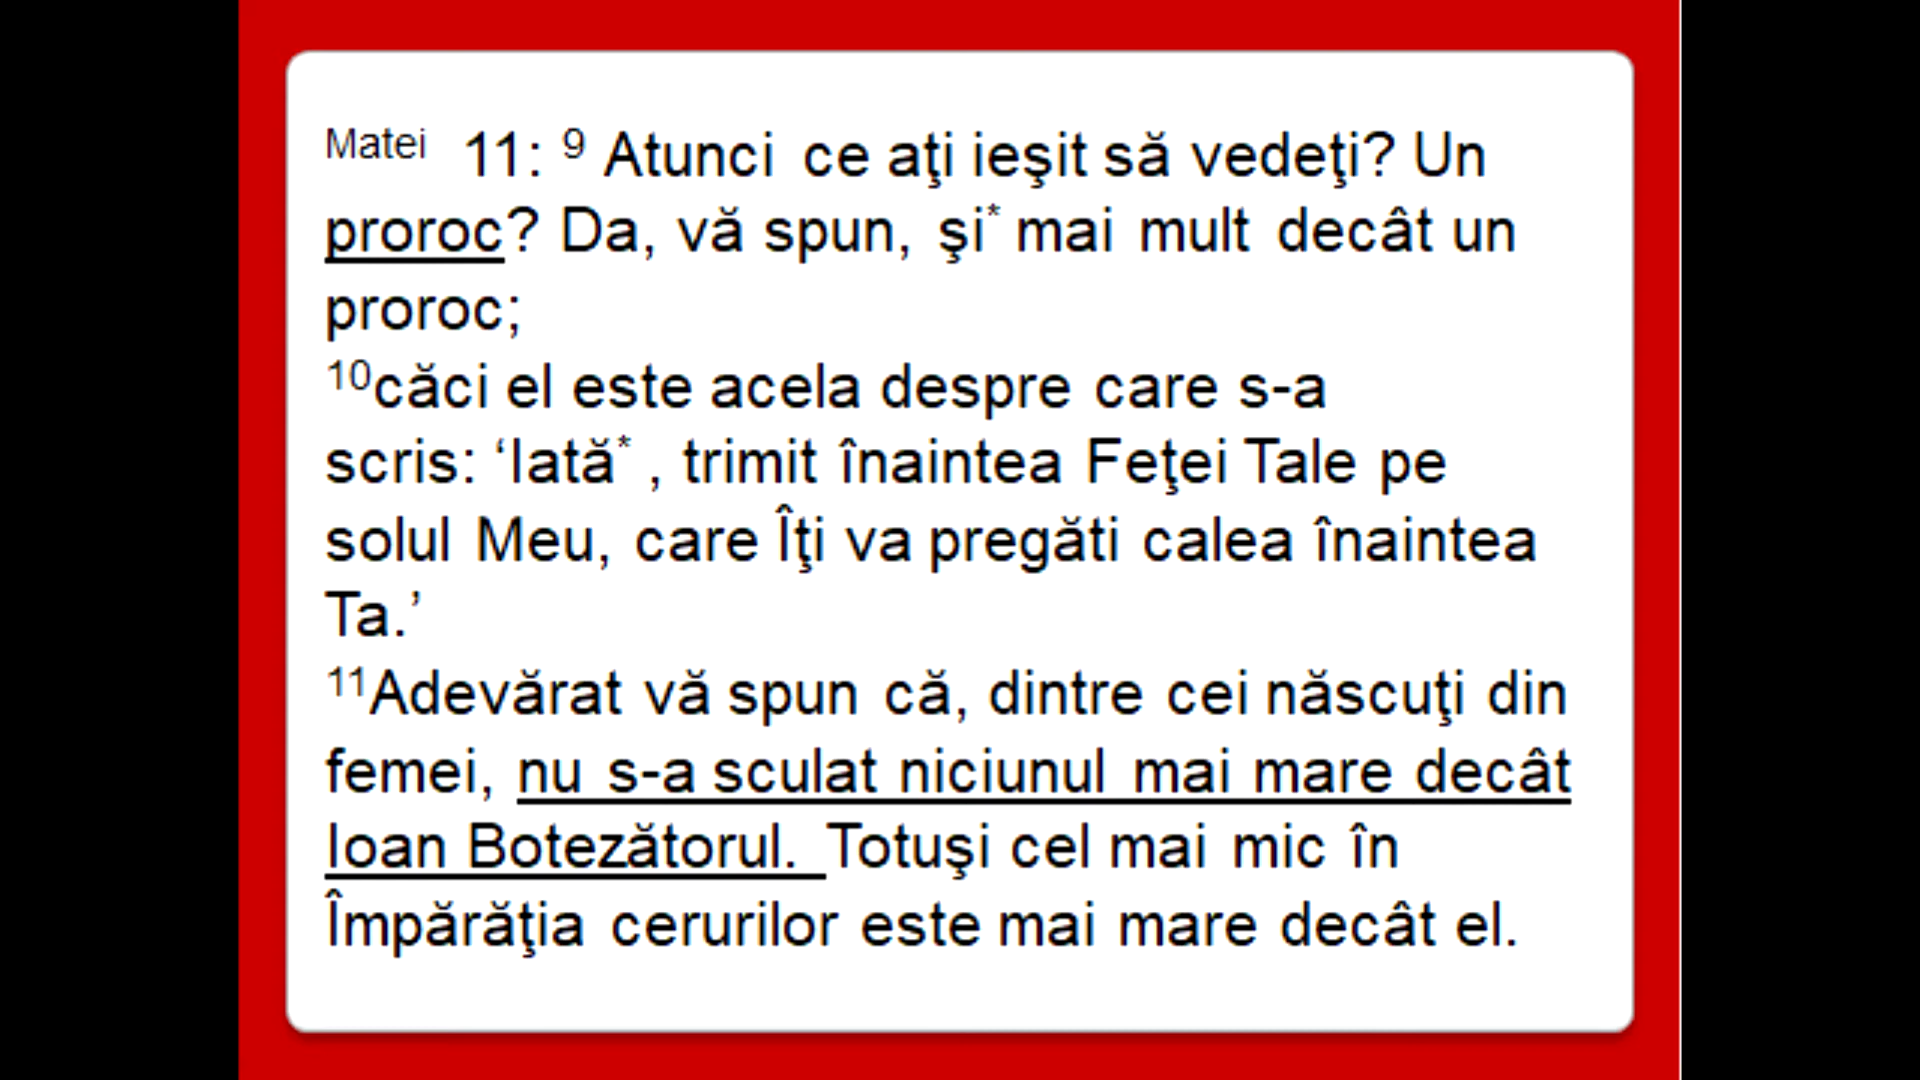 Matei 11: 9 Atunci ce aţi ieşit să vedeţi? Un
proroc? Da, vă spun, şi* mai mult decât un
proroc;
10căci el este acela despre care s-a
scris: ‘Iată* , trimit înaintea Feţei Tale pe
solul Meu, care Îţi va pregăti calea înaintea
Ta.’
11Adevărat vă spun că, dintre cei născuţi din
femei, nu s-a sculat niciunul mai mare decât
Ioan Botezătorul. Totuşi cel mai mic în
Împărăţia cerurilor este mai mare decât el.